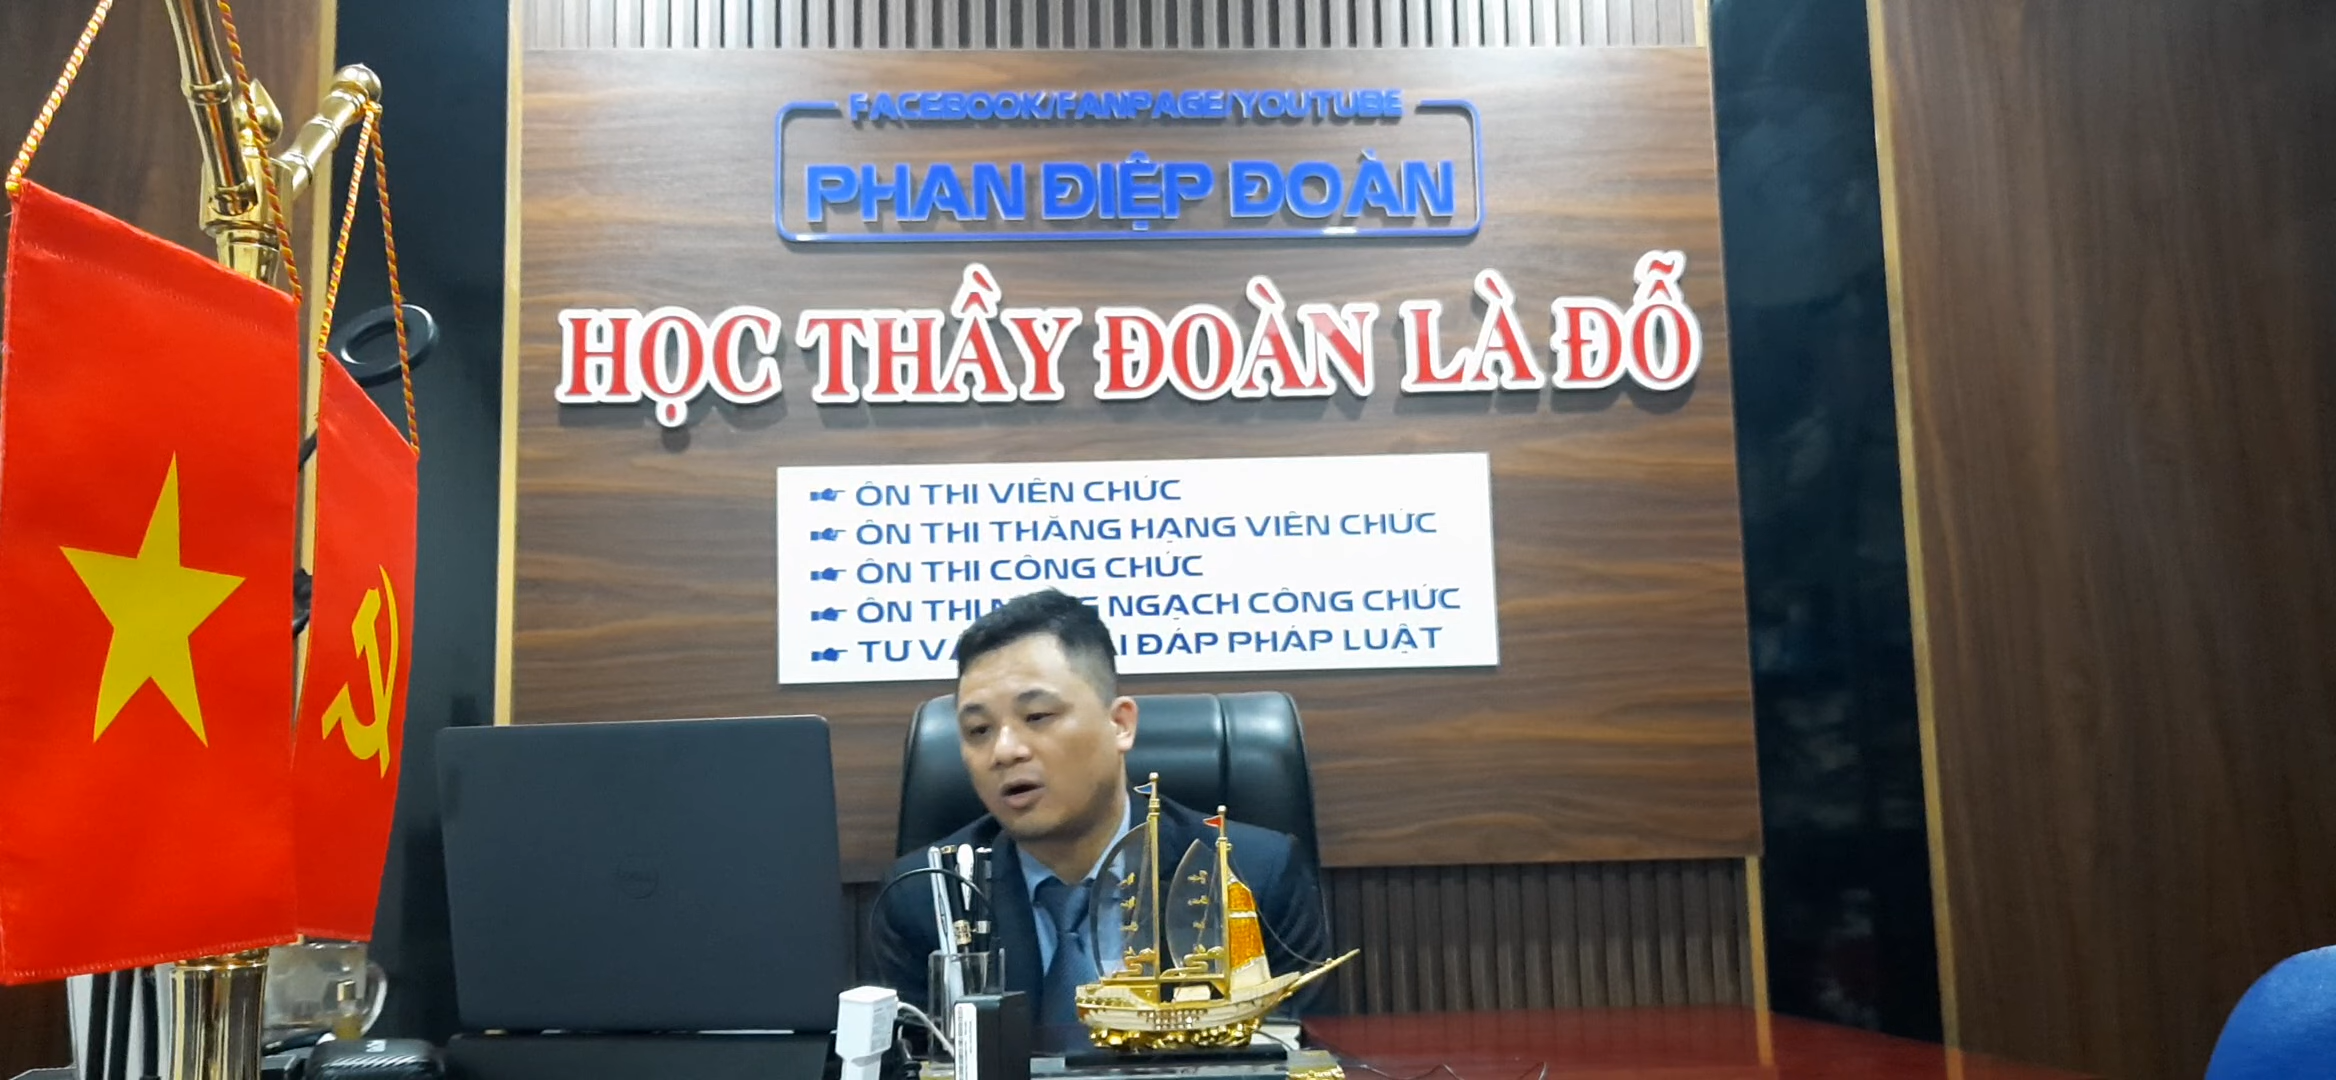 FACEBOOK/FANPAGE/YOUTUBE
PHAN ĐIỆP ĐOÀN
HỌC THẦY ĐOÀN LÀ ĐỖ
ÔN THI VIÊN CHỨC
ÔN THI THĂNG HẠNG VIÊN CHỨC
ÔN THI CÔNG CHỨC
ÔN THI NGẠCH CÔNG CHỨC
TƯ ĐÁP PHÁP LUẬT
DELL